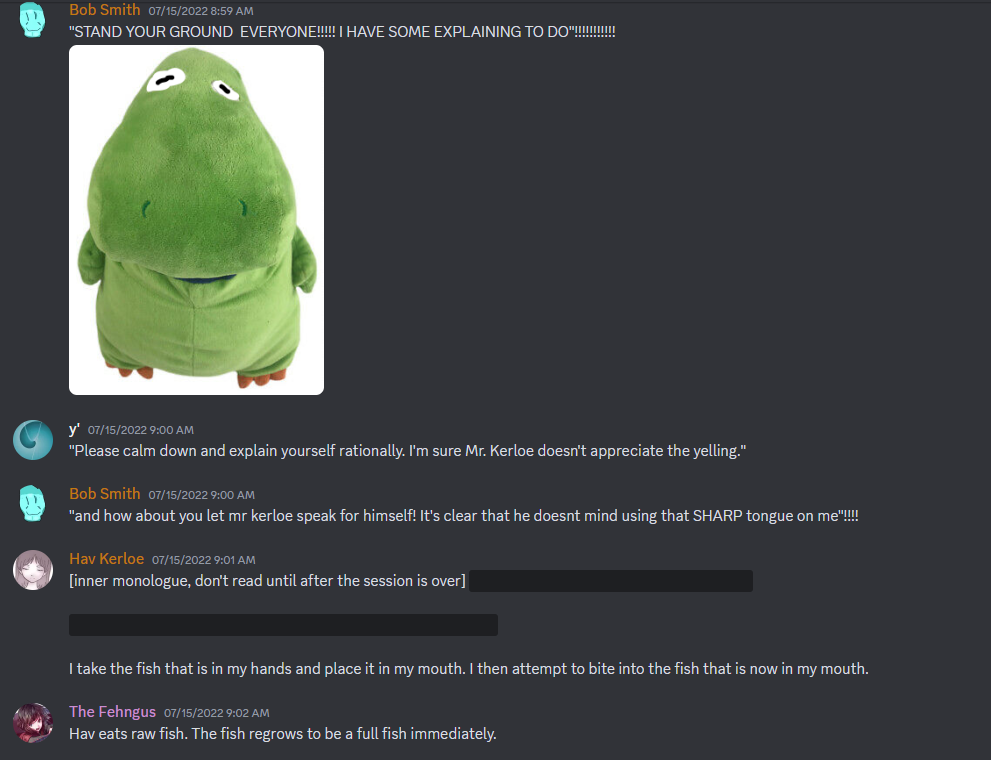 Bob Smith 07/15/2022 8:59 AM
"STAND YOUR GROUND  EVERYONE!!!!! I HAVE SOME EXPLAINING TO DO"!!!!!!!!!!!
y' 07/15/2022 9:00 AM
"Please calm down and explain yourself rationally. I'm sure Mr. Kerloe doesn't appreciate the yelling."
Bob Smith 07/15/2022 9:00 AM
"and how about you let mr kerloe speak for himself! It's clear that he doesnt mind using that SHARP tongue on me"!!!!
Hav Kerloe 07/15/2022 9:01 AM
[inner monologue, don't read until after the session is over]
I take the fish that is in my hands and place it in my mouth. I then attempt to bite into the fish that is now in my mouth.
The Fehngus 07/15/2022 9:02 AM
Hav eats raw fish. The fish regrows to be a full fish immediately.